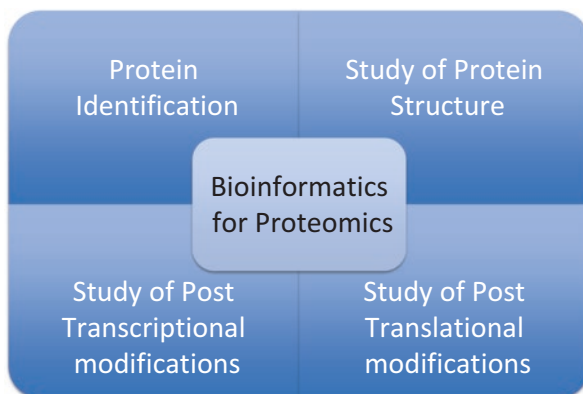 Protein
Identification
Study of Protein
Structure
Bioinformatics
for Proteomics
Study of Post
Transcriptional
modifications
Study of Post
Translational
modifications